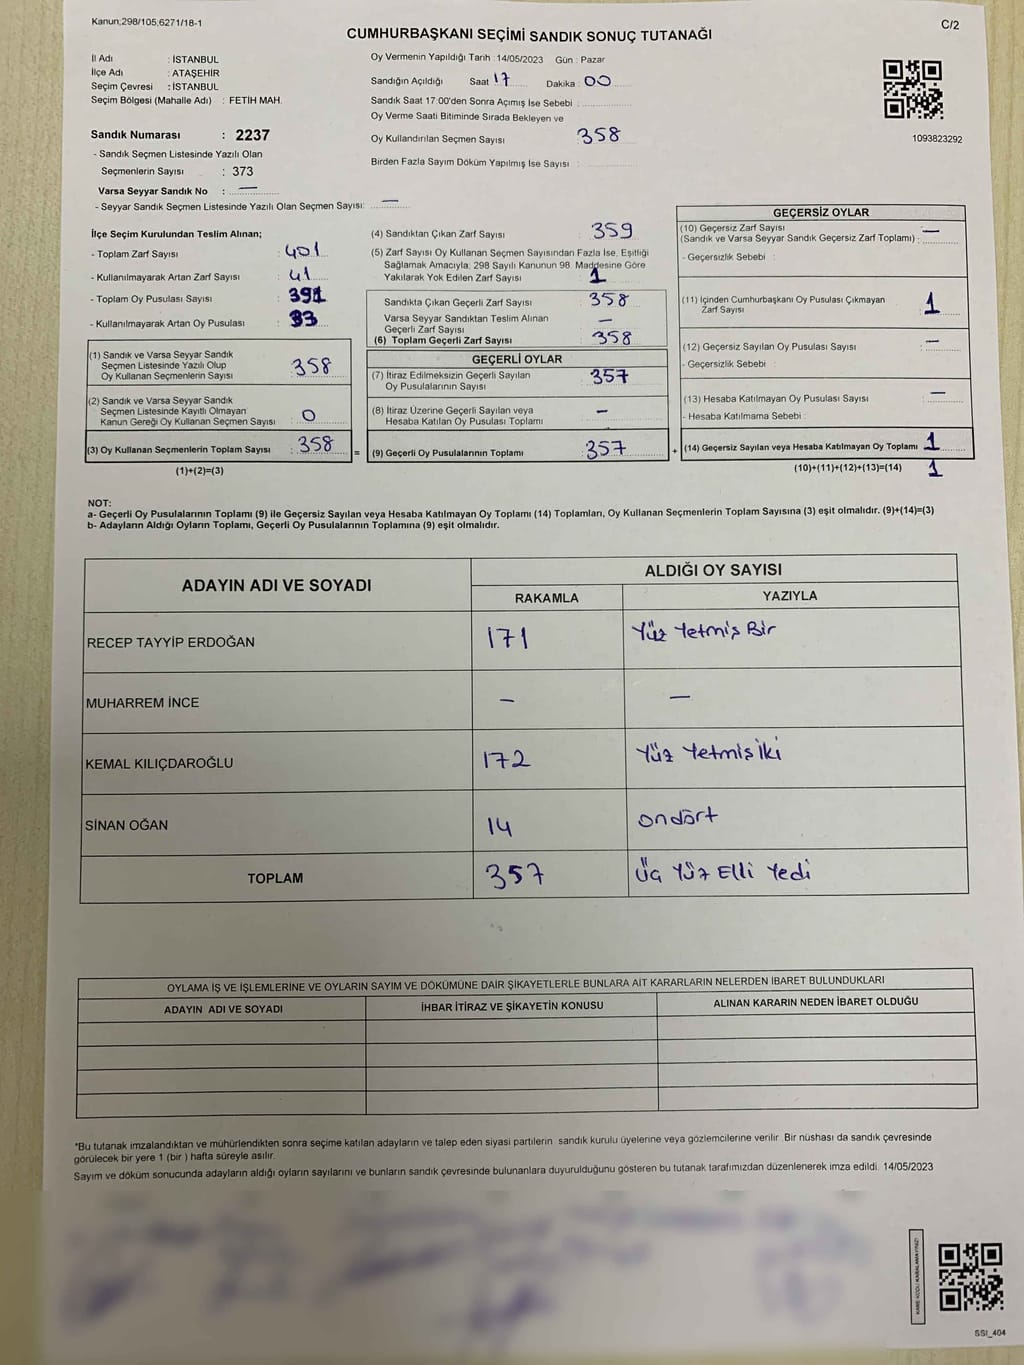 Kanun;298/105;6271/18-1
C/2
CUMHURBAŞKANI SEÇİMİ SANDIK SONUÇ TUTANAĞI
İl Adı : İSTANBUL
İlçe Adı : ATAŞEHİR
Seçim Çevresi : İSTANBUL
Seçim Bölgesi (Mahalle Adı) : FETİH MAH.
Sandık Numarası : 2237
- Sandık Seçmen Listesinde Yazılı Olan
Seçmenlerin Sayısı : 373
Varsa Seyyar Sandık No : —
- Seyyar Sandık Seçmen Listesinde Yazılı Olan Seçmen Sayısı: —
Oy Vermenin Yapıldığı Tarih : 14/05/2023 Gün : Pazar
Sandığın Açıldığı Saat 17 Dakika : 00
Sandık Saat 17:00'den Sonra Açımış İse Sebebi :
Oy Verme Saati Bitiminde Sırada Bekleyen ve
Oy Kullandırılan Seçmen Sayısı : 358
Birden Fazla Sayım Döküm Yapılmış İse Sayısı :
1093823292
İlçe Seçim Kurulundan Teslim Alınan;
- Toplam Zarf Sayısı : 401
- Kullanılmayarak Artan Zarf Sayısı : 41
- Toplam Oy Pusulası Sayısı : 391
- Kullanılmayarak Artan Oy Pusulası : 33
(1) Sandık ve Varsa Seyyar Sandık
Seçmen Listesinde Yazılı Olup
Oy Kullanan Seçmenlerin Sayısı : 358
(2) Sandık ve Varsa Seyyar Sandık
Seçmen Listesinde Kayıtlı Olmayan
Kanun Gereği Oy Kullanan Seçmen Sayısı : 0
(3) Oy Kullanan Seçmenlerin Toplam Sayısı : 358
(1)+(2)=(3)
(4) Sandıktan Çıkan Zarf Sayısı : 359
(5) Zarf Sayısı Oy Kullanan Seçmen Sayısından Fazla İse, Eşitliği
Sağlamak Amacıyla; 298 Sayılı Kanunun 98. Maddesine Göre
Yakılarak Yok Edilen Zarf Sayısı : 1
Sandıkta Çıkan Geçerli Zarf Sayısı : 358
Varsa Seyyar Sandıktan Teslim Alınan
Geçerli Zarf Sayısı : —
(6) Toplam Geçerli Zarf Sayısı : 358
GEÇERLİ OYLAR
(7) İtiraz Edilmeksizin Geçerli Sayılan
Oy Pusulalarının Sayısı : 357
(8) İtiraz Üzerine Geçerli Sayılan veya
Hesaba Katılan Oy Pusulası Toplamı : —
= (9) Geçerli Oy Pusulalarının Toplamı : 357
GEÇERSİZ OYLAR
(10) Geçersiz Zarf Sayısı
(Sandık ve Varsa Seyyar Sandık Geçersiz Zarf Toplamı) : —
- Geçersizlik Sebebi :
(11) İçinden Cumhurbaşkanı Oy Pusulası Çıkmayan
Zarf Sayısı : 1
(12) Geçersiz Sayılan Oy Pusulası Sayısı : —
- Geçersizlik Sebebi :
(13) Hesaba Katılmayan Oy Pusulası Sayısı : —
- Hesaba Katılmama Sebebi :
+ (14) Geçersiz Sayılan veya Hesaba Katılmayan Oy Toplamı : 1
(10)+(11)+(12)+(13)=(14) 1
NOT:
a- Geçerli Oy Pusulalarının Toplamı (9) ile Geçersiz Sayılan veya Hesaba Katılmayan Oy Toplamı (14) Toplamları, Oy Kullanan Seçmenlerin Toplam Sayısına (3) eşit olmalıdır. (9)+(14)=(3)
b- Adayların Aldığı Oyların Toplamı, Geçerli Oy Pusulalarının Toplamına (9) eşit olmalıdır.
ADAYIN ADI VE SOYADI
ALDIĞI OY SAYISI
RAKAMLA YAZIYLA
RECEP TAYYİP ERDOĞAN 171 Yüz Yetmiş Bir
MUHARREM İNCE — —
KEMAL KILIÇDAROĞLU 172 Yüz Yetmiş İki
SİNAN OĞAN 14 ondört
TOPLAM 357 Üç Yüz Elli Yedi
OYLAMA İŞ VE İŞLEMLERİNE VE OYLARIN SAYIM VE DÖKÜMÜNE DAİR ŞİKAYETLERLE BUNLARA AİT KARARLARIN NELERDEN İBARET BULUNDUKLARI
ADAYIN ADI VE SOYADI İHBAR İTİRAZ VE ŞİKAYETİN KONUSU ALINAN KARARIN NEDEN İBARET OLDUĞU
*Bu tutanak imzalandıktan ve mühürlendikten sonra seçime katılan adayların ve talep eden siyasi partilerin sandık kurulu üyelerine veya gözlemcilerine verilir. Bir nüshası da sandık çevresinde
görülecek bir yere 1 (bir ) hafta süreyle asılır.
Sayım ve döküm sonucunda adayların aldığı oyların sayılarını ve bunların sandık çevresinde bulunanlara duyurulduğunu gösteren bu tutanak tarafımızdan düzenlenerek imza edildi. 14/05/2023
KARE KODU KARALAMAYINIZ!
SSI_404